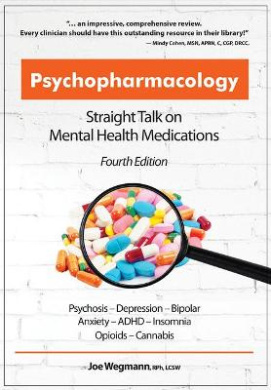 "... an impressive, comprehensive review.
Every clinician should have this outstanding resource in their library!"
— Mindy Cohen, MSN, APRN, C, CGP, DRCC.
Psychopharmacology
Straight Talk on
Mental Health Medications
Fourth Edition
Psychosis – Depression – Bipolar
Anxiety – ADHD – Insomnia
Opioids – Cannabis
Joe Wegmann, RPh, LCSW